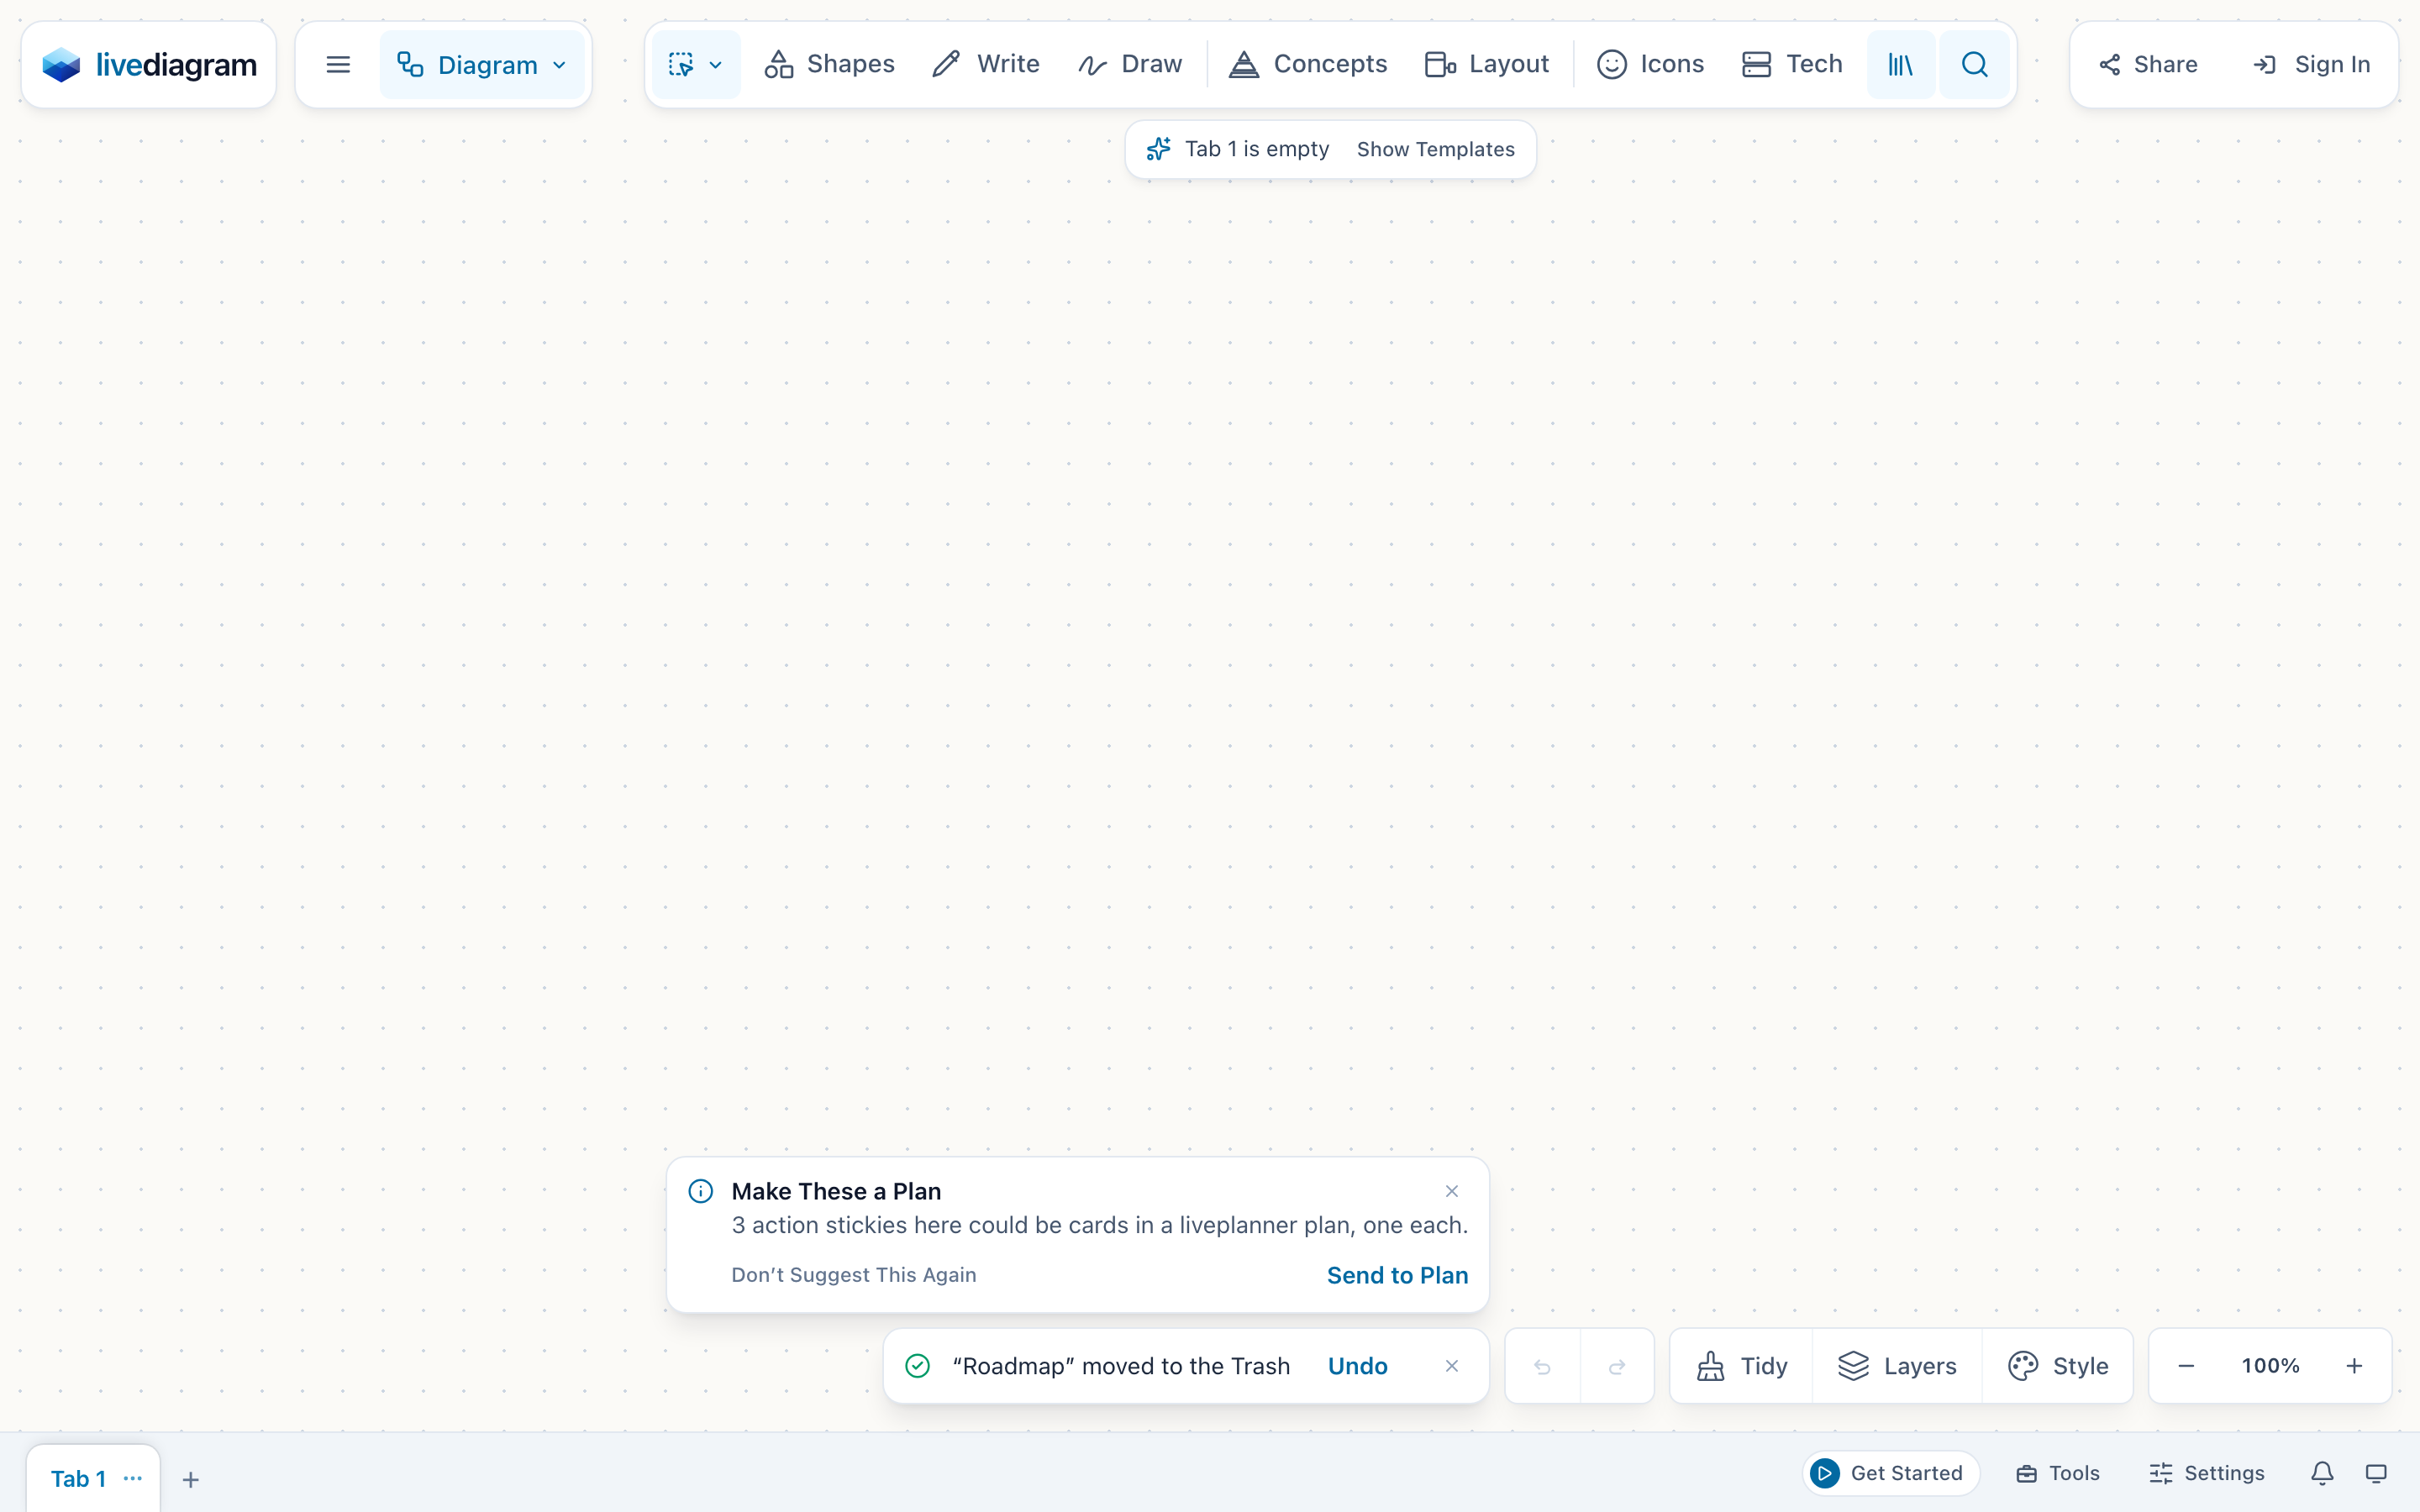 livediagram
Diagram
Shapes
Write
Draw
Concepts
Layout
Icons
Tech
Share
Sign In
Tab 1 is empty
Show Templates
Make These a Plan
3 action stickies here could be cards in a liveplanner plan, one each.
Don’t Suggest This Again
Send to Plan
“Roadmap” moved to the Trash
Undo
Tidy
Layers
Style
100%
Tab 1
Get Started
Tools
Settings